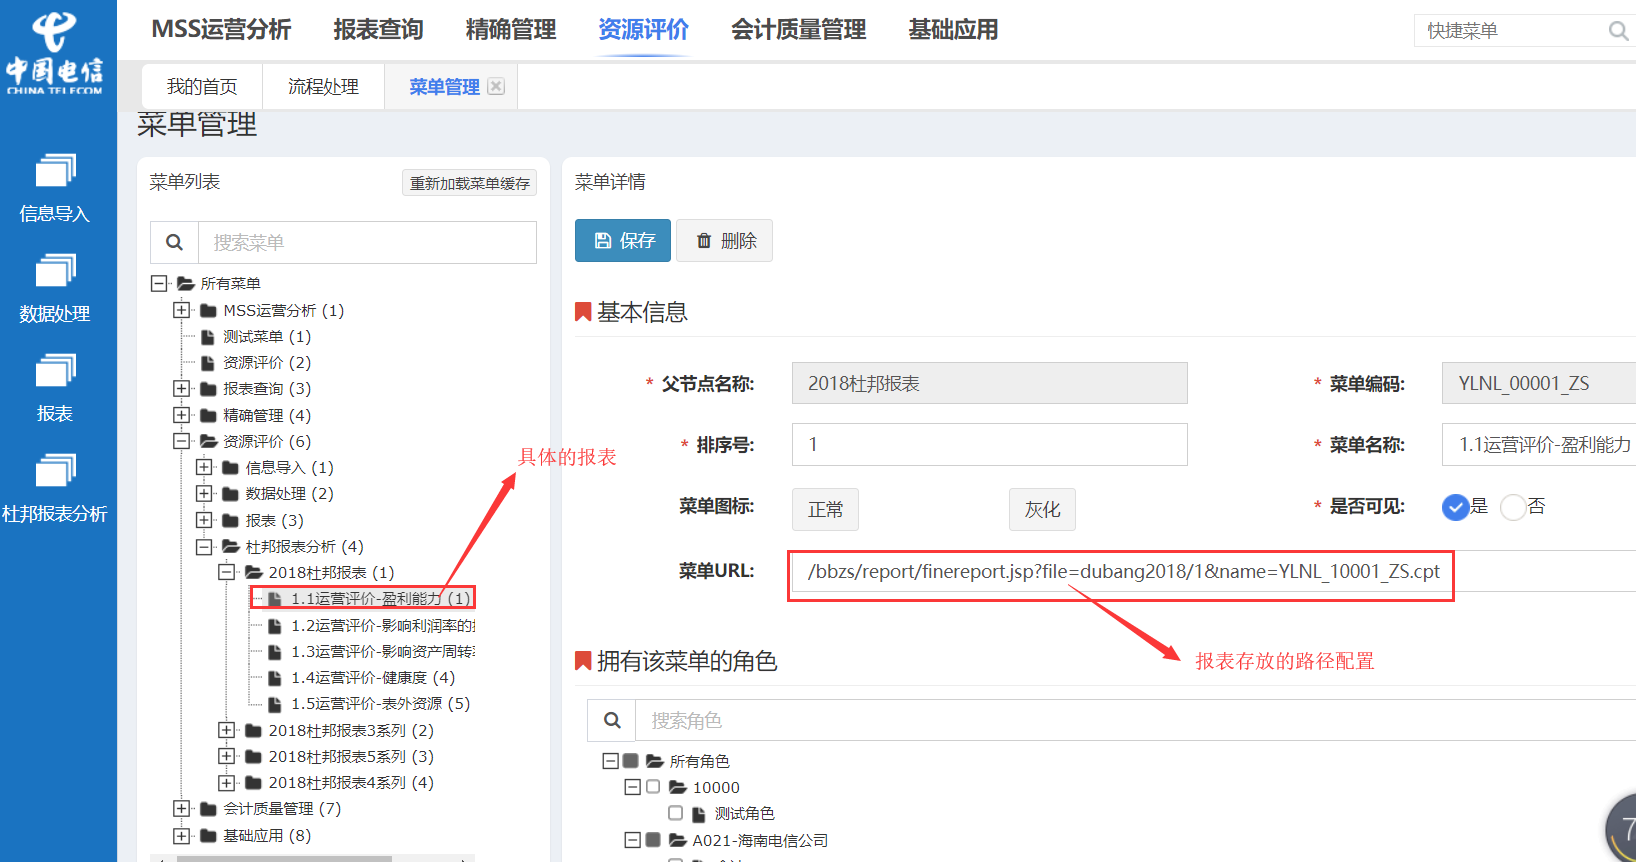 MSS运营分析 报表查询 精确管理 资源评价 会计质量管理 基础应用 快捷菜单
中国电信
CHINA TELECOM
我的首页 流程处理 菜单管理
菜单管理
信息导入
数据处理
报表
杜邦报表分析
菜单列表 重新加载菜单缓存
搜索菜单
所有菜单
MSS运营分析 (1)
测试菜单 (1)
资源评价 (2)
报表查询 (3)
精确管理 (4)
资源评价 (6)
信息导入 (1)
数据处理 (2)
报表 (3)
杜邦报表分析 (4)
2018杜邦报表 (1)
1.1运营评价-盈利能力 (1)
1.2运营评价-影响利润率的
1.3运营评价-影响资产周转
1.4运营评价-健康度 (4)
1.5运营评价-表外资源 (5)
2018杜邦报表3系列 (2)
2018杜邦报表5系列 (3)
2018杜邦报表4系列 (4)
会计质量管理 (7)
基础应用 (8)
具体的报表
菜单详情
保存 删除
基本信息
* 父节点名称: 2018杜邦报表 * 菜单编码: YLNL_00001_ZS
* 排序号: 1 * 菜单名称: 1.1运营评价-盈利能力
菜单图标: 正常 灰化 * 是否可见: 是 否
菜单URL: /bbzs/report/finereport.jsp?file=dubang2018/1&name=YLNL_10001_ZS.cpt
报表存放的路径配置
拥有该菜单的角色
搜索角色
所有角色
10000
测试角色
A021-海南电信公司
7